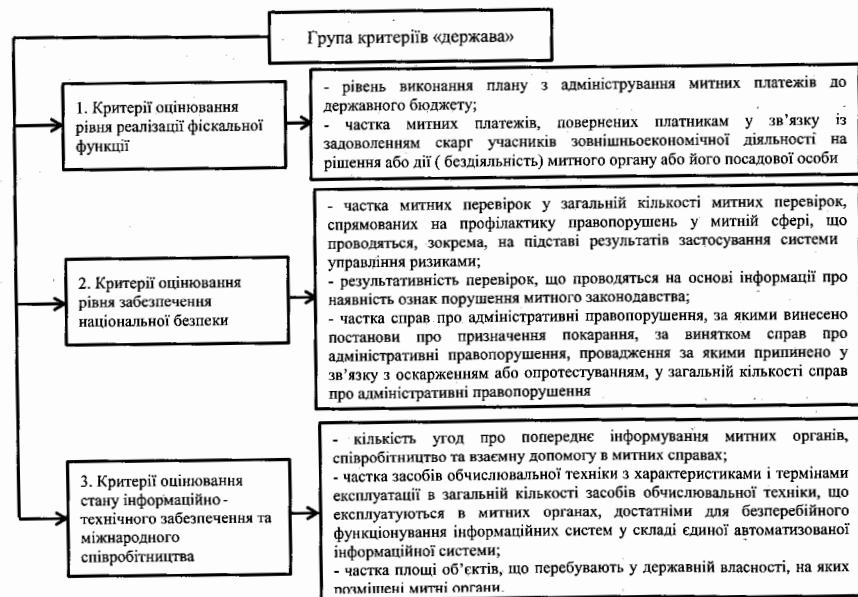 Група критеріїв «держава»
1. Критерії оцінювання
рівня реалізації фіскальної
функції
- рівень виконання плану з адміністрування митних платежів до
державного бюджету;
- частка митних платежів, повернених платникам у зв’язку із
задоволенням скарг учасників зовнішньоекономічної діяльності на
рішення або дії ( бездіяльність) митного органу або його посадової особи
2. Критерії оцінювання
рівня забезпечення
національної безпеки
- частка митних перевірок у загальній кількості митних перевірок,
спрямованих на профілактику правопорушень у митній сфері, що
проводяться, зокрема, на підставі результатів застосування системи
управління ризиками;
- результативність перевірок, що проводяться на основі інформації про
наявність ознак порушення митного законодавства;
- частка справ про адміністративні правопорушення, за якими винесено
постанови про призначення покарання, за винятком справ про
адміністративні правопорушення, провадження за якими припинено у
зв’язку з оскарженням або опротестуванням, у загальній кількості справ
про адміністративні правопорушення
3. Критерії оцінювання
стану інформаційно-
технічного забезпечення та
міжнародного
співробітництва
- кількість угод про попереднє інформування митних органів,
співробітництво та взаємну допомогу в митних справах;
- частка засобів обчислювальної техніки з характеристиками і термінами
експлуатації в загальній кількості засобів обчислювальної техніки, що
експлуатуються в митних органах, достатніми для безперебійного
функціонування інформаційних систем у складі єдиної автоматизованої
інформаційної системи;
- частка площі об’єктів, що перебувають у державній власності, на яких
розміщені митні органи.